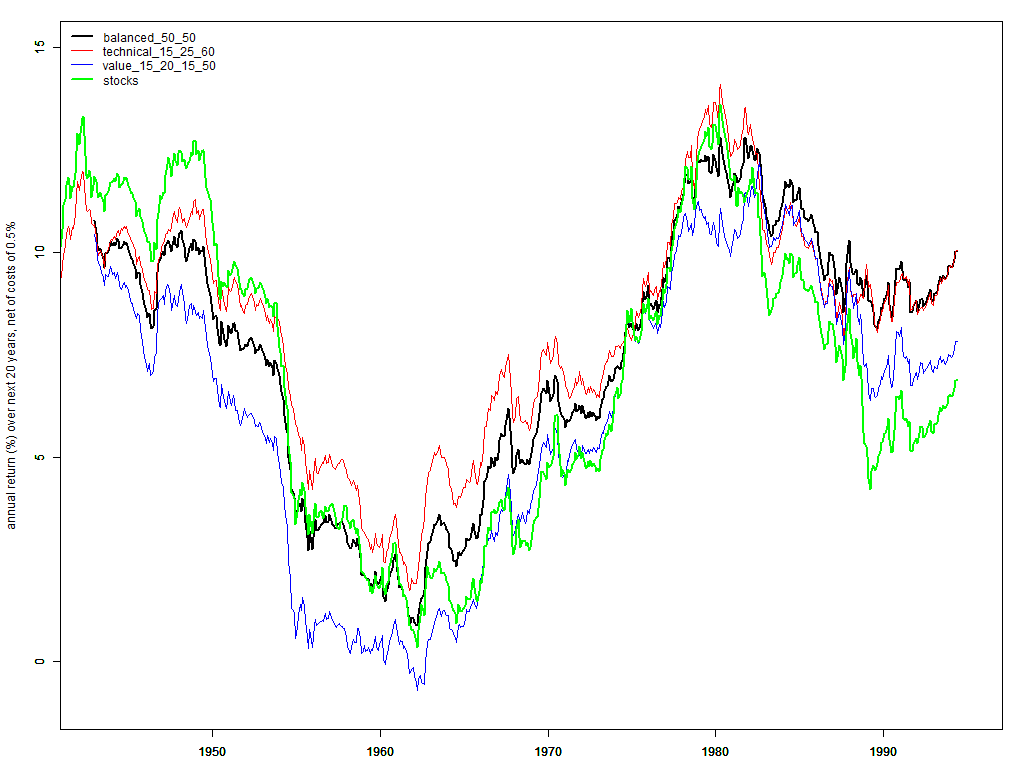 balanced_50_50
technical_15_25_60
value_15_20_15_50
stocks
annual return (%) over next 20 years, net of costs of 0.5%
15
10
5
0
1950 1960 1970 1980 1990